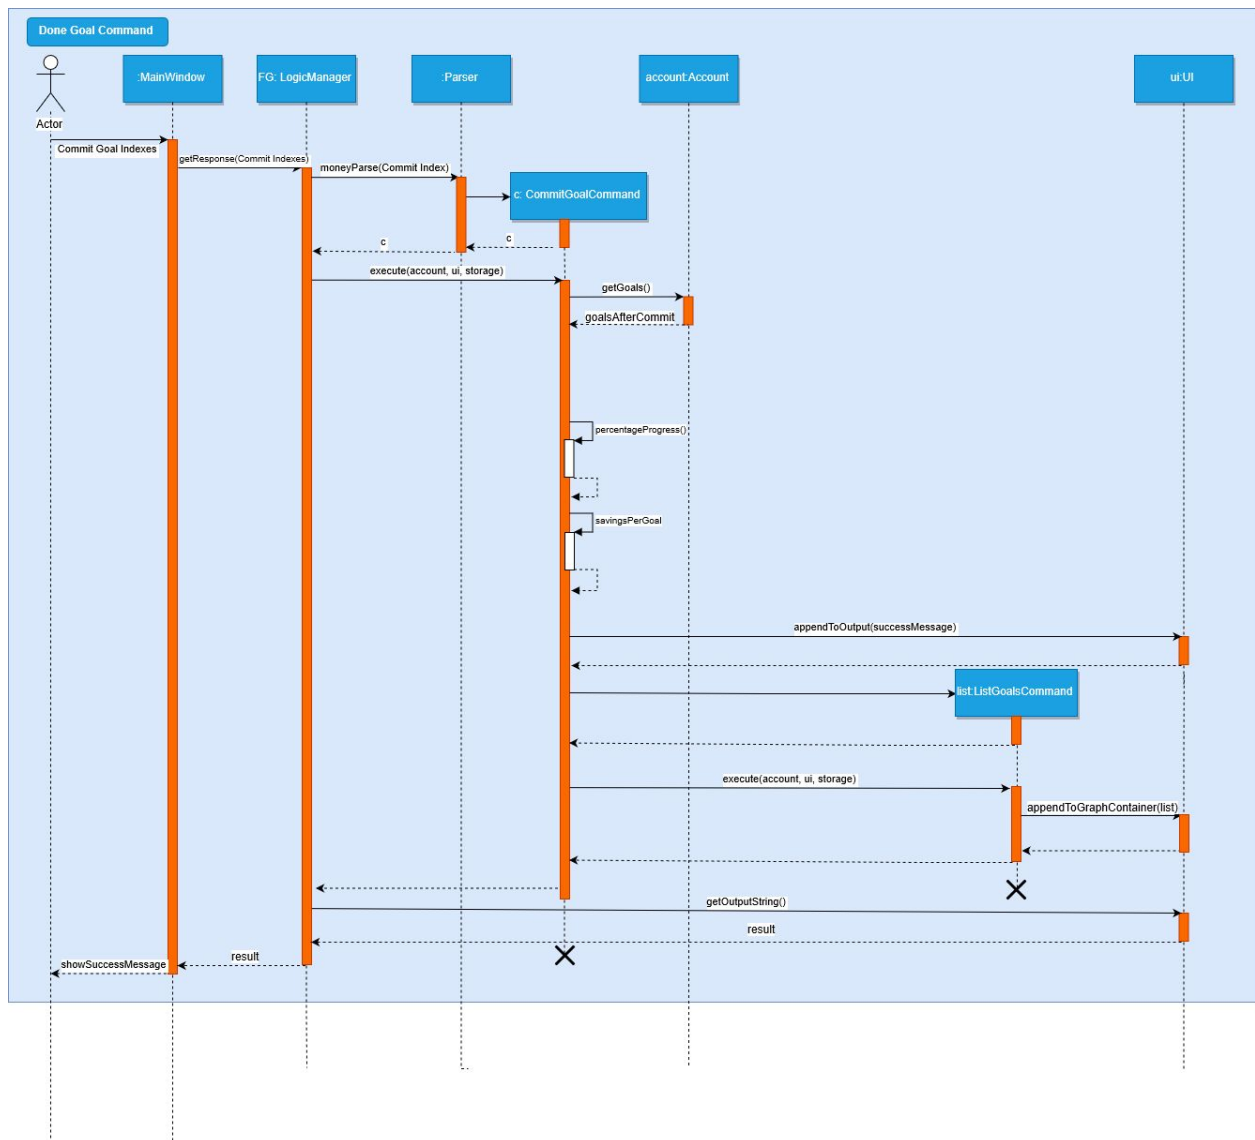 Done Goal Command
:MainWindow
FG: LogicManager
:Parser
account:Account
ui:UI
Actor
Commit Goal Indexes
getResponse(Commit Indexes)
moneyParse(Commit Index)
c: CommitGoalCommand
c
c
execute(account, ui, storage)
getGoals()
goalsAfterCommit
percentageProgress()
savingsPerGoal
appendToOutput(successMessage)
list:ListGoalsCommand
execute(account, ui, storage)
appendToGraphContainer(list)
getOutputString()
result
result
showSuccessMessage